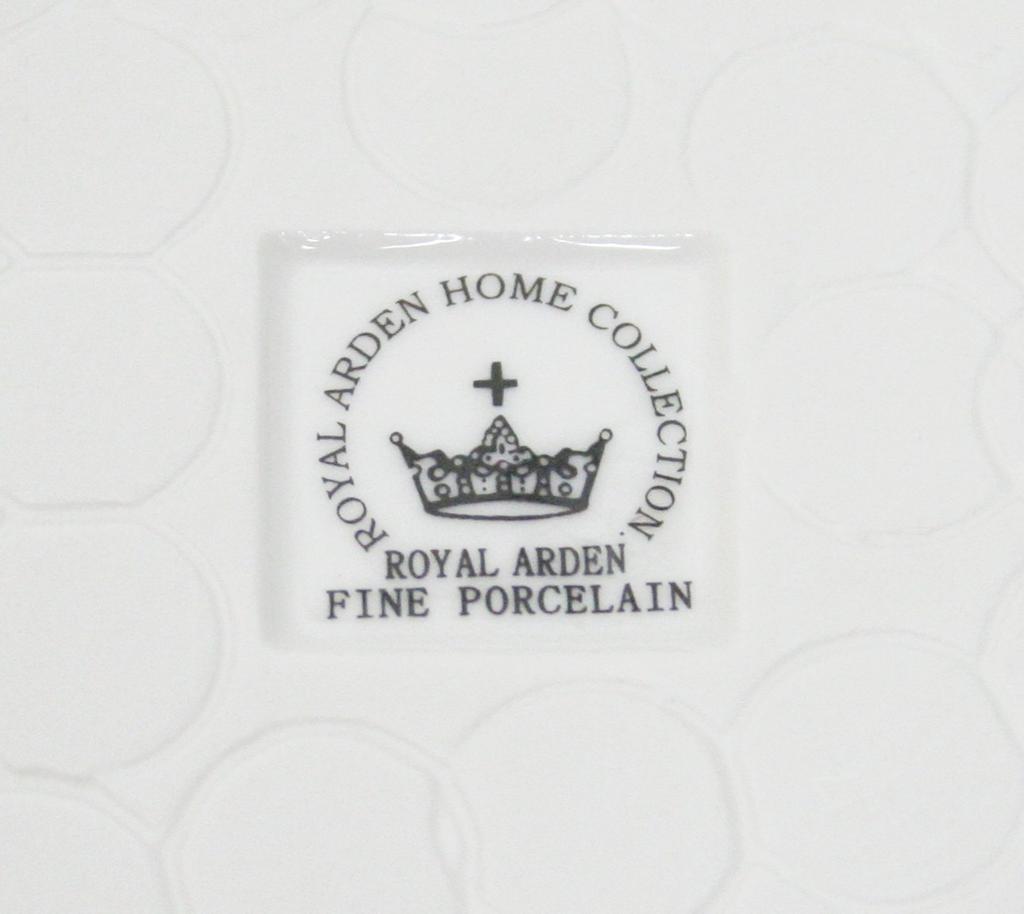 ROYAL ARDEN HOME COLLECTION
ROYAL ARDEN
FINE PORCELAIN